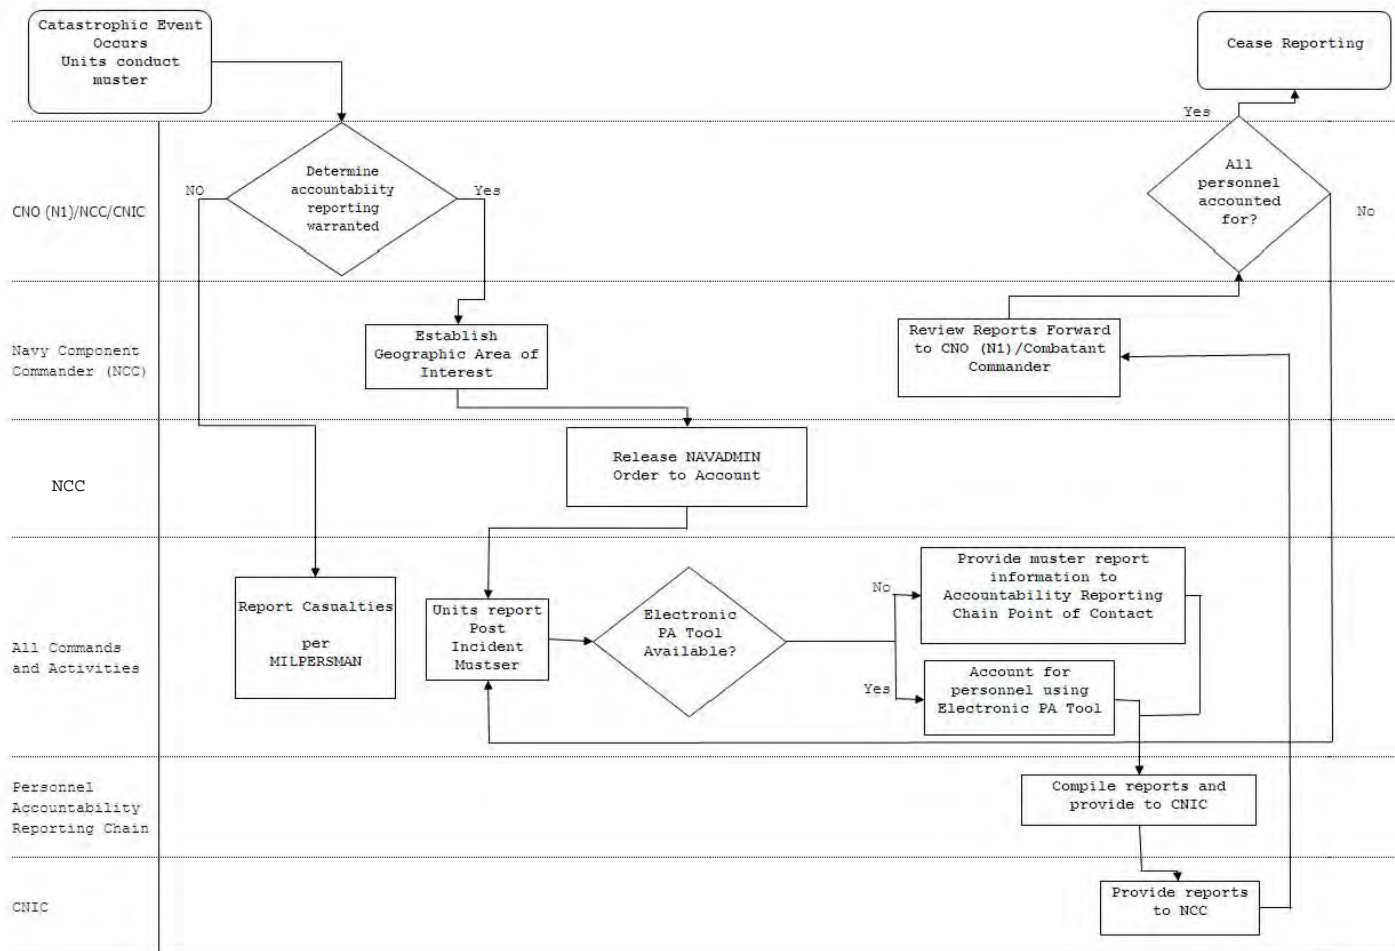 Catastrophic Event
Occurs
Units conduct
muster
Cease Reporting
Yes
CNO (N1)/NCC/CNIC
NO
Determine
accountabiity
reporting
warranted
Yes
All
personnel
accounted
for?
No
Navy Component
Commander (NCC)
Establish
Geographic Area of
Interest
Review Reports Forward
to CNO (N1)/Combatant
Commander
NCC
Release NAVADMIN
Order to Account
All Commands
and Activities
Report Casualties
per
MILPERSMAN
Units report
Post
Incident
Mustser
Electronic
PA Tool
Available?
No
Provide muster report
information to
Accountability Reporting
Chain Point of Contact
Yes
Account for
personnel using
Electronic PA Tool
Personnel
Accountability
Reporting Chain
Compile reports and
provide to CNIC
CNIC
Provide reports
to NCC